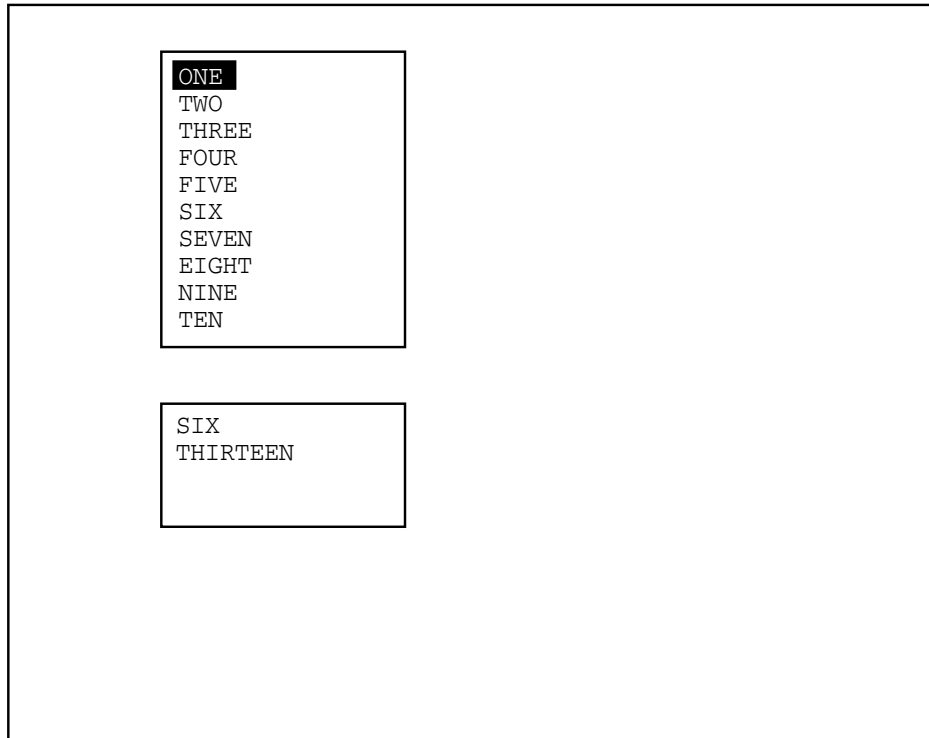 ONE
TWO
THREE
FOUR
FIVE
SIX
SEVEN
EIGHT
NINE
TEN
SIX
THIRTEEN